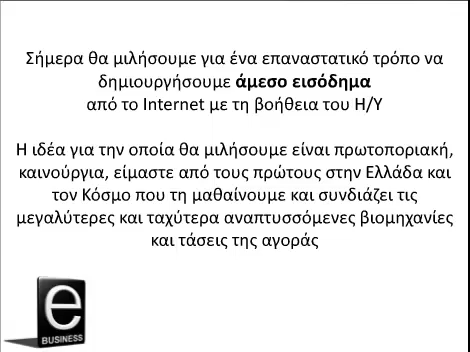 Σήμερα θα μιλήσουμε για ένα επαναστατικό τρόπο να
δημιουργήσουμε άμεσο εισόδημα
από το Internet με τη βοήθεια του Η/Υ
Η ιδέα για την οποία θα μιλήσουμε είναι πρωτοποριακή,
καινούργια, είμαστε από τους πρώτους στην Ελλάδα και
τον Κόσμο που τη μαθαίνουμε και συνδιάζει τις
μεγαλύτερες και ταχύτερα αναπτυσσόμενες βιομηχανίες
και τάσεις της αγοράς
e
BUSINESS